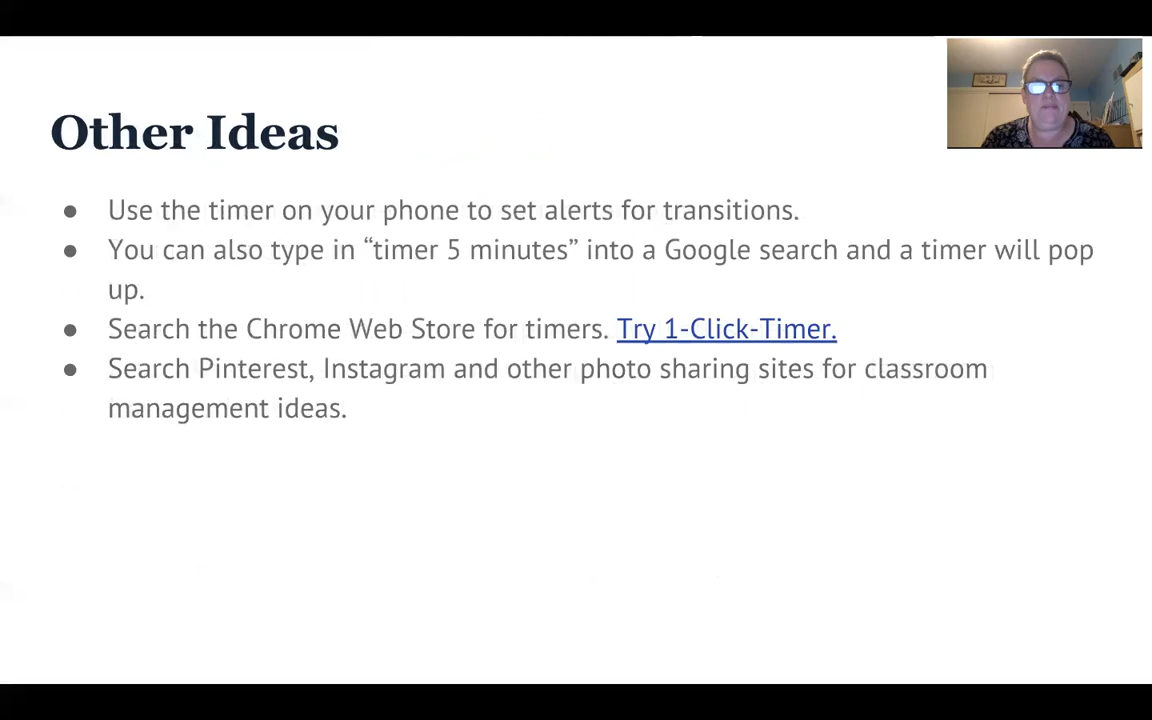 Other Ideas
● Use the timer on your phone to set alerts for transitions.
● You can also type in “timer 5 minutes” into a Google search and a timer will pop
up.
● Search the Chrome Web Store for timers. Try 1-Click-Timer.
● Search Pinterest, Instagram and other photo sharing sites for classroom
management ideas.